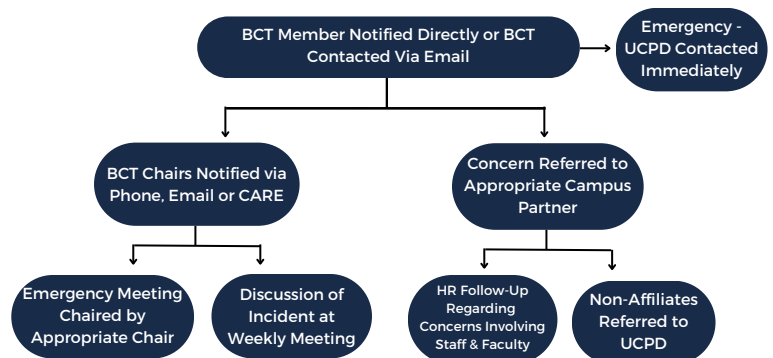 BCT Member Notified Directly or BCT
Contacted Via Email
Emergency -
UCPD Contacted
Immediately
BCT Chairs Notified via
Phone, Email or CARE
Concern Referred to
Appropriate Campus
Partner
Emergency Meeting
Chaired by
Appropriate Chair
Discussion of
Incident at
Weekly Meeting
HR Follow-Up
Regarding
Concerns Involving
Staff & Faculty
Non-Affiliates
Referred to
UCPD